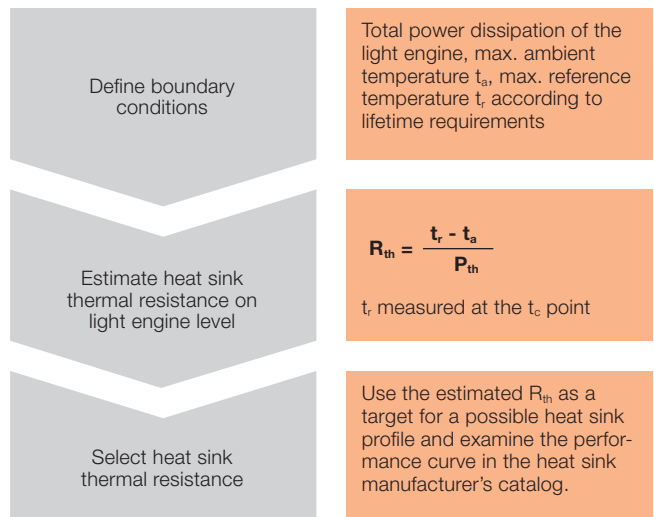 Define boundary
conditions
Total power dissipation of the
light engine, max. ambient
temperature tₐ, max. reference
temperature tᵣ according to
lifetime requirements
Estimate heat sink
thermal resistance on
light engine level
Rth = tᵣ - tₐ
Pth
tᵣ measured at the t꜀ point
Select heat sink
thermal resistance
Use the estimated Rth as a
target for a possible heat sink
profile and examine the perfor-
mance curve in the heat sink
manufacturer’s catalog.